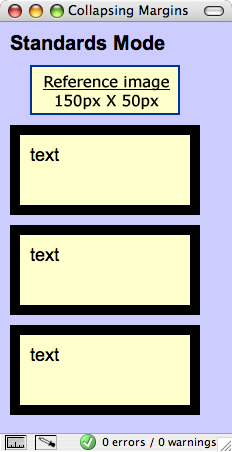 Collapsing Margins
Standards Mode
Reference image
150px X 50px
text
text
text
0 errors / 0 warnings